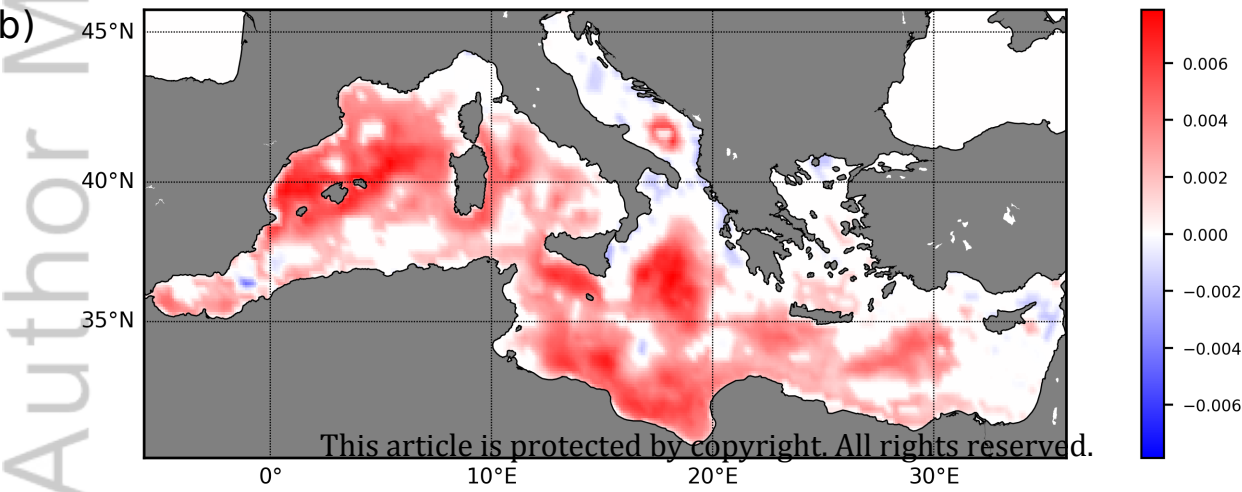 b)
45°N
40°N
35°N
0°
10°E
20°E
30°E
0.006
0.004
0.002
0.000
−0.002
−0.004
−0.006
Author M
This article is protected by copyright. All rights reserved.